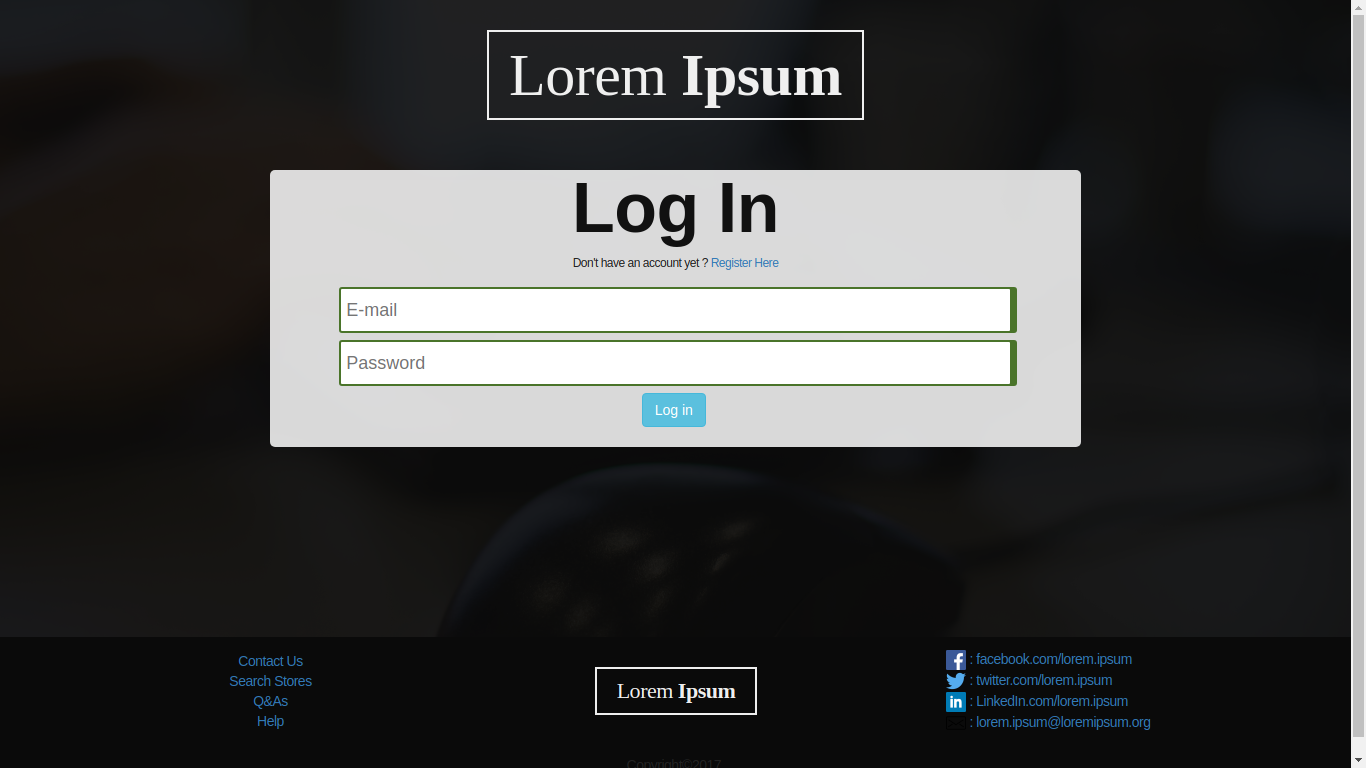 Lorem Ipsum
Log In
Don't have an account yet ? Register Here
E-mail
Password
Log in
Contact Us
Search Stores
Q&As
Help
Lorem Ipsum
: facebook.com/lorem.ipsum
: twitter.com/lorem.ipsum
: LinkedIn.com/lorem.ipsum
: lorem.ipsum@loremipsum.org
Copyright©2017